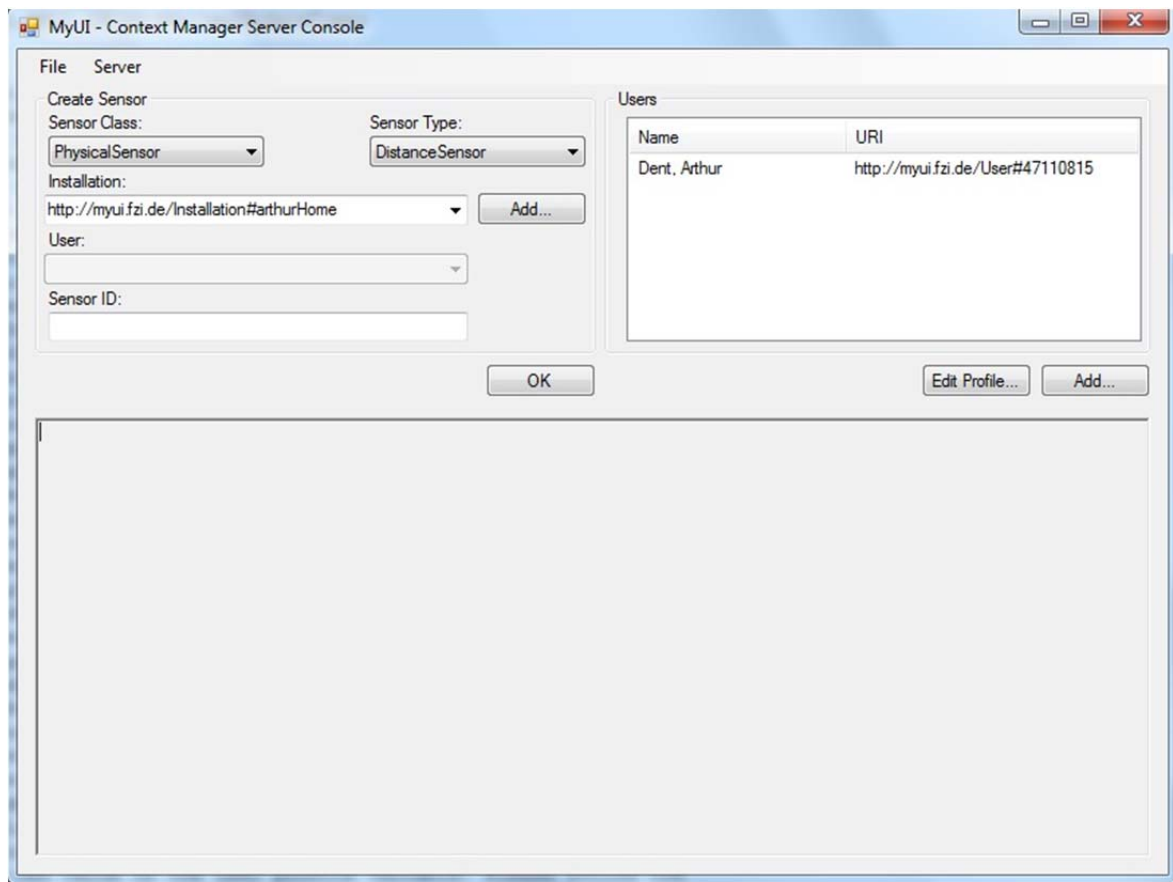 MyUI - Context Manager Server Console
File Server
Create Sensor
Sensor Class: Sensor Type:
PhysicalSensor DistanceSensor
Installation:
http://myui.fzi.de/Installation#arthurHome Add...
User:
Sensor ID:
OK
Users
Name URI
Dent, Arthur http://myui.fzi.de/User#47110815
Edit Profile... Add...